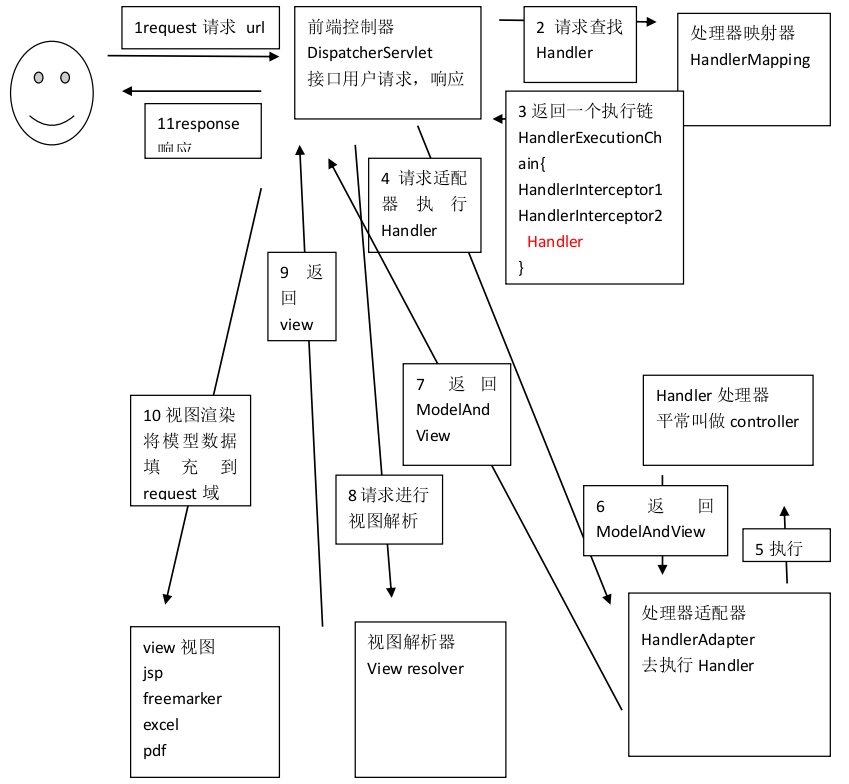 1request 请求 url
前端控制器
DispatcherServlet
接口用户请求，响应
2 请求查找
Handler
处理器映射器
HandlerMapping
11response
响应
3 返回一个执行链
HandlerExecutionCh
ain{
HandlerInterceptor1
HandlerInterceptor2
Handler
}
4 请求适配
器执行
Handler
9 返
回
view
7 返回
ModelAnd
View
Handler 处理器
平常叫做 controller
10 视图渲染
将模型数据
填充到
request 域
8 请求进行
视图解析
6 返回
ModelAndView
5 执行
view 视图
jsp
freemarker
excel
pdf
视图解析器
View resolver
处理器适配器
HandlerAdapter
去执行 Handler